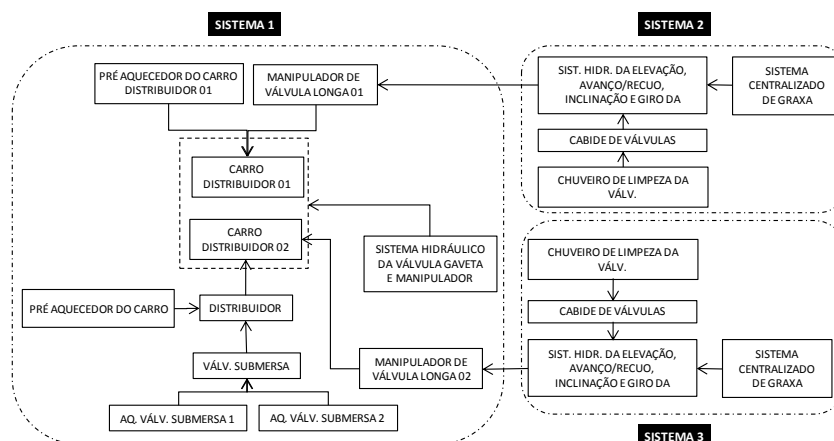 SISTEMA 1
SISTEMA 2
PRÉ AQUECEDOR DO CARRO
DISTRIBUIDOR 01
MANIPULADOR DE
VÁLVULA LONGA 01
SIST. HIDR. DA ELEVAÇÃO,
AVANÇO/RECUO,
INCLINAÇÃO E GIRO DA
SISTEMA
CENTRALIZADO
DE GRAXA
CABIDE DE VÁLVULAS
CHUVEIRO DE LIMPEZA DA
VÁLV.
CARRO
DISTRIBUIDOR 01
CARRO
DISTRIBUIDOR 02
SISTEMA HIDRÁULICO
DA VÁLVULA GAVETA
E MANIPULADOR
CHUVEIRO DE LIMPEZA DA
VÁLV.
PRÉ AQUECEDOR DO CARRO
DISTRIBUIDOR
CABIDE DE VÁLVULAS
VÁLV. SUBMERSA
MANIPULADOR DE
VÁLVULA LONGA 02
SIST. HIDR. DA ELEVAÇÃO,
AVANÇO/RECUO,
INCLINAÇÃO E GIRO DA
SISTEMA
CENTRALIZADO
DE GRAXA
AQ. VÁLV. SUBMERSA 1
AQ. VÁLV. SUBMERSA 2
SISTEMA 3